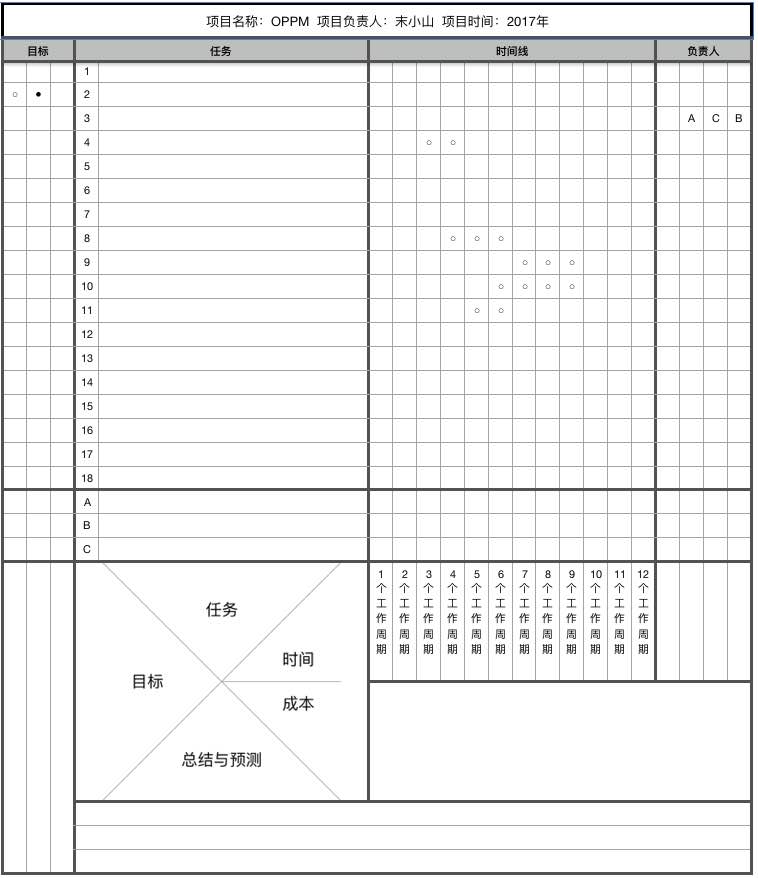 项目名称：OPPM 项目负责人：末小山 项目时间：2017年
目标 任务 时间线 负责人
1
○ ● 2
3 A C B
4 ○ ○
5
6
7
8 ○ ○ ○
9 ○ ○ ○
10 ○ ○ ○ ○
11 ○ ○
12
13
14
15
16
17
18
A
B
C
任务
目标
时间
成本
总结与预测
1个工作周期
2个工作周期
3个工作周期
4个工作周期
5个工作周期
6个工作周期
7个工作周期
8个工作周期
9个工作周期
10个工作周期
11个工作周期
12个工作周期